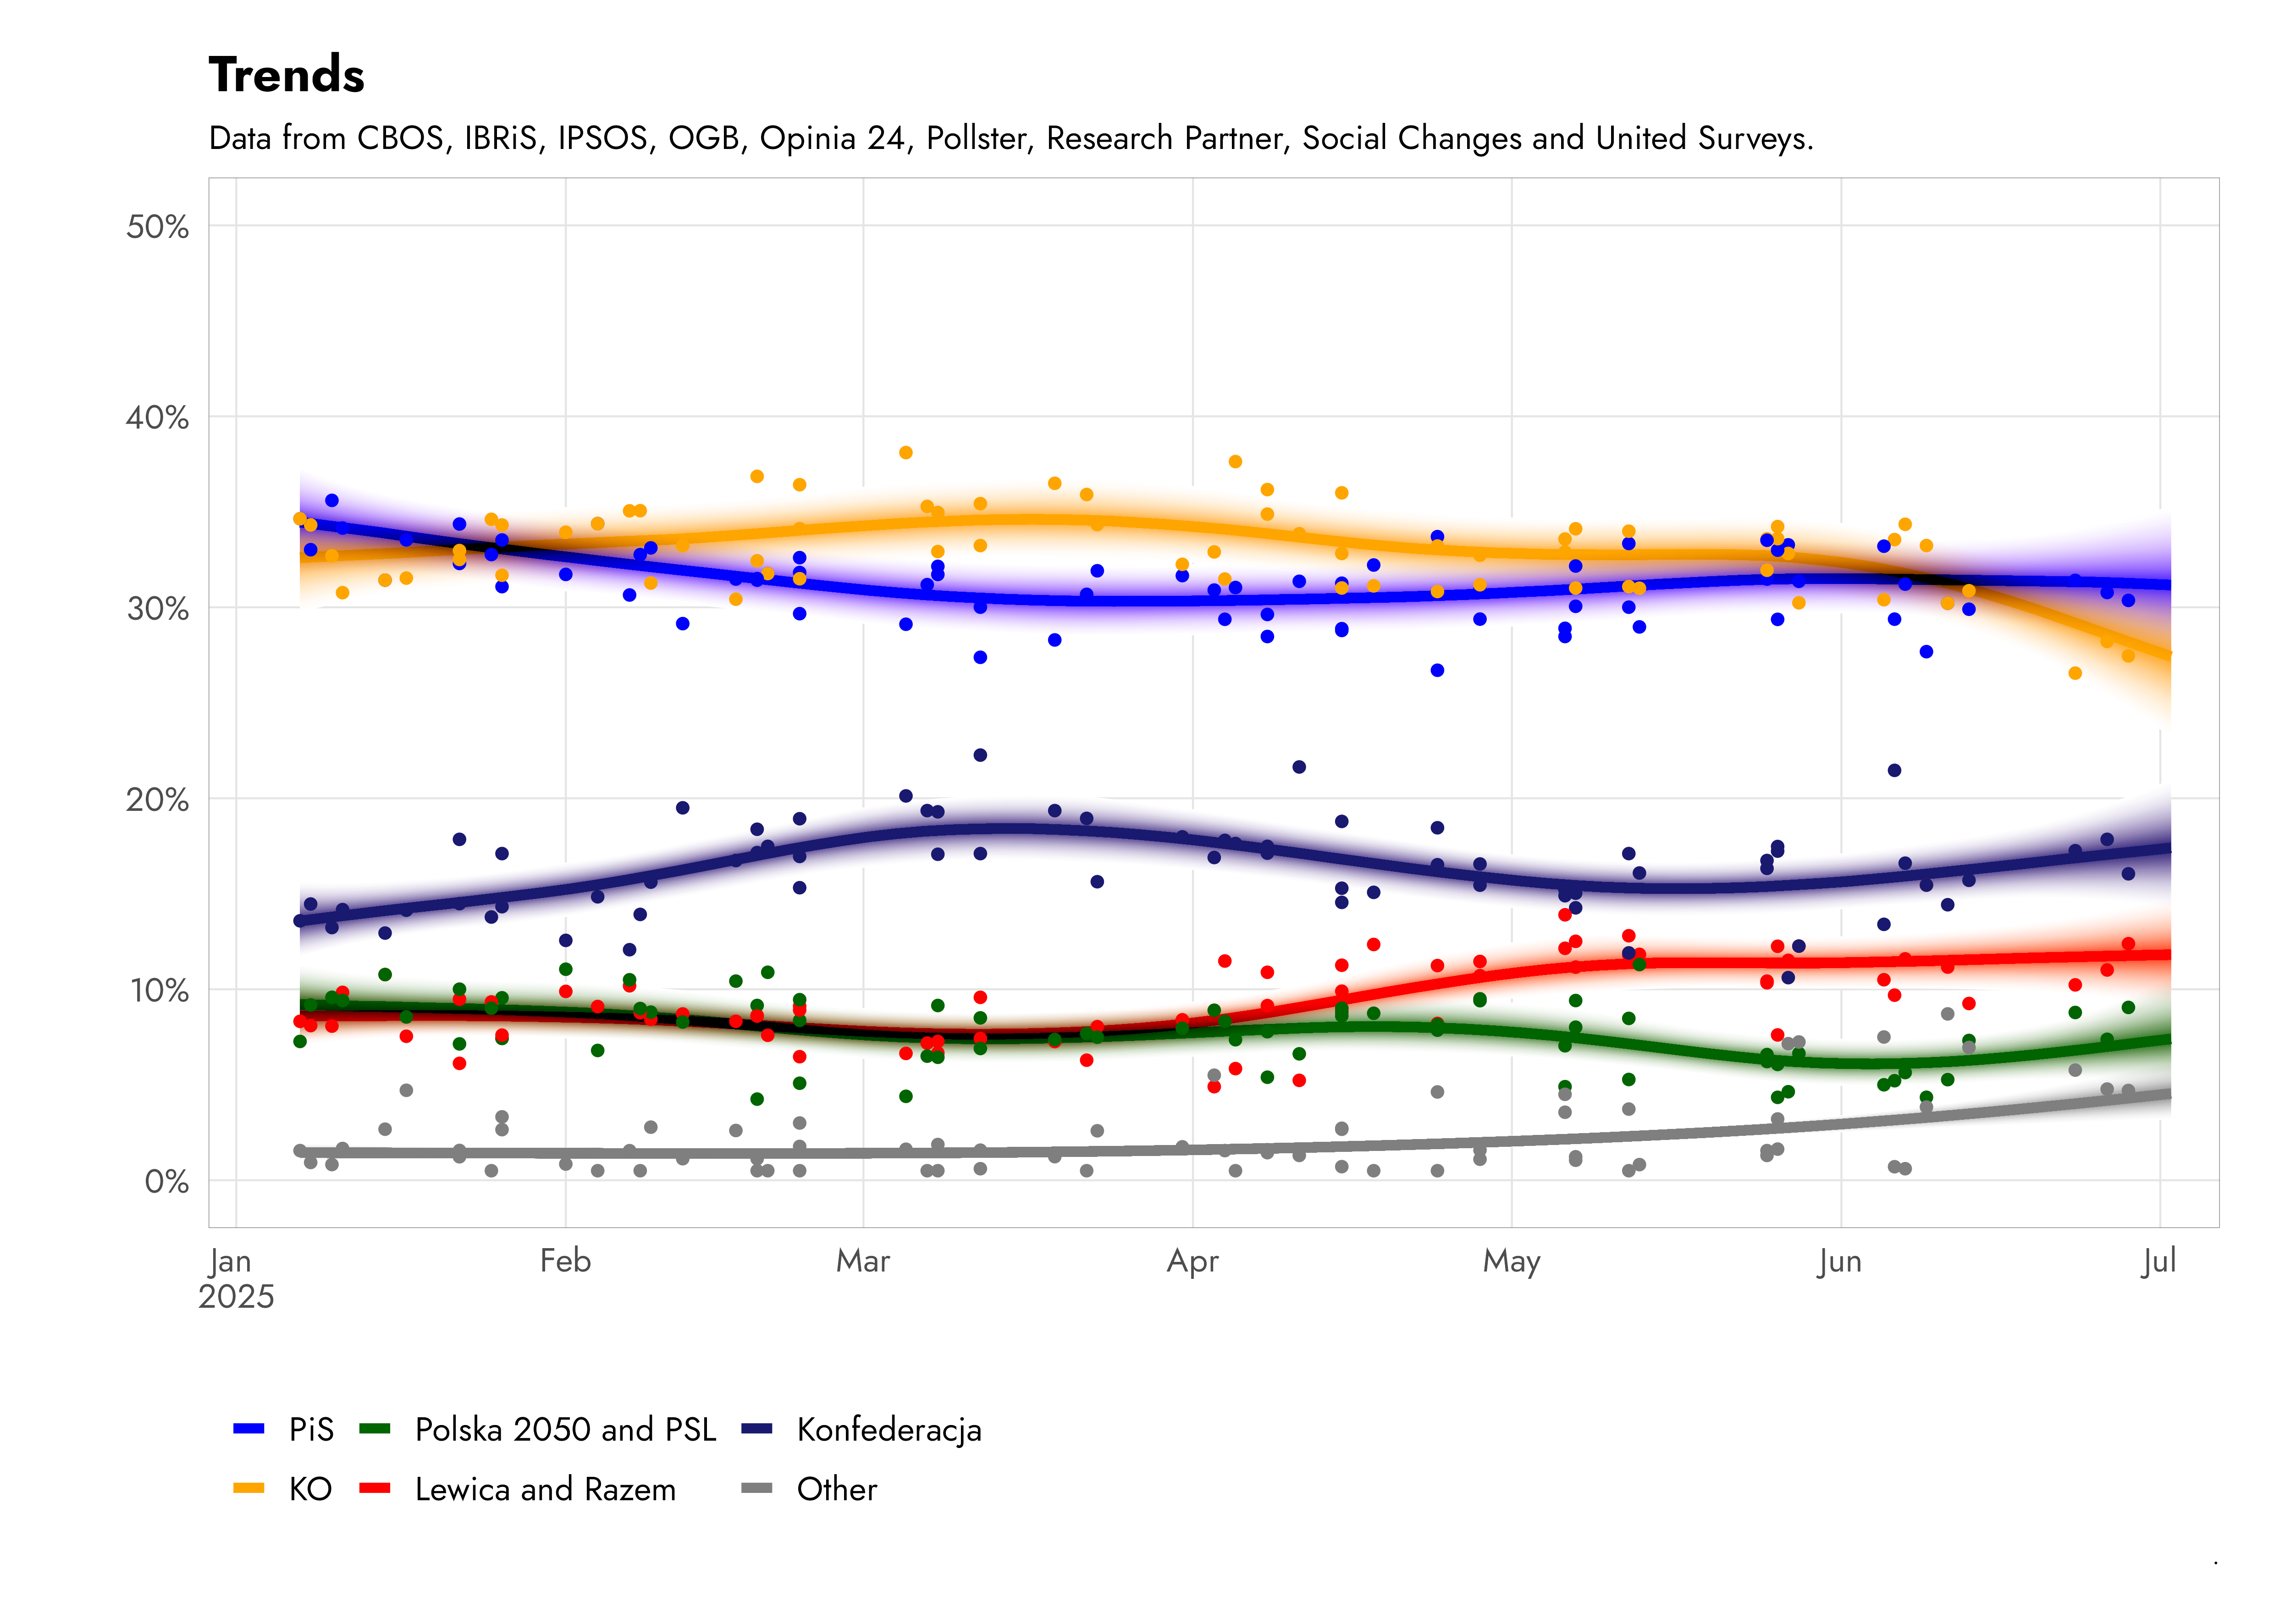 Trends
Data from CBOS, IBRiS, IPSOS, OGB, Opinia 24, Pollster, Research Partner, Social Changes and United Surveys.
50%
40%
30%
20%
10%
0%
Jan Feb Mar Apr May Jun Jul
2025
PiS Polska 2050 and PSL Konfederacja
KO Lewica and Razem Other
.